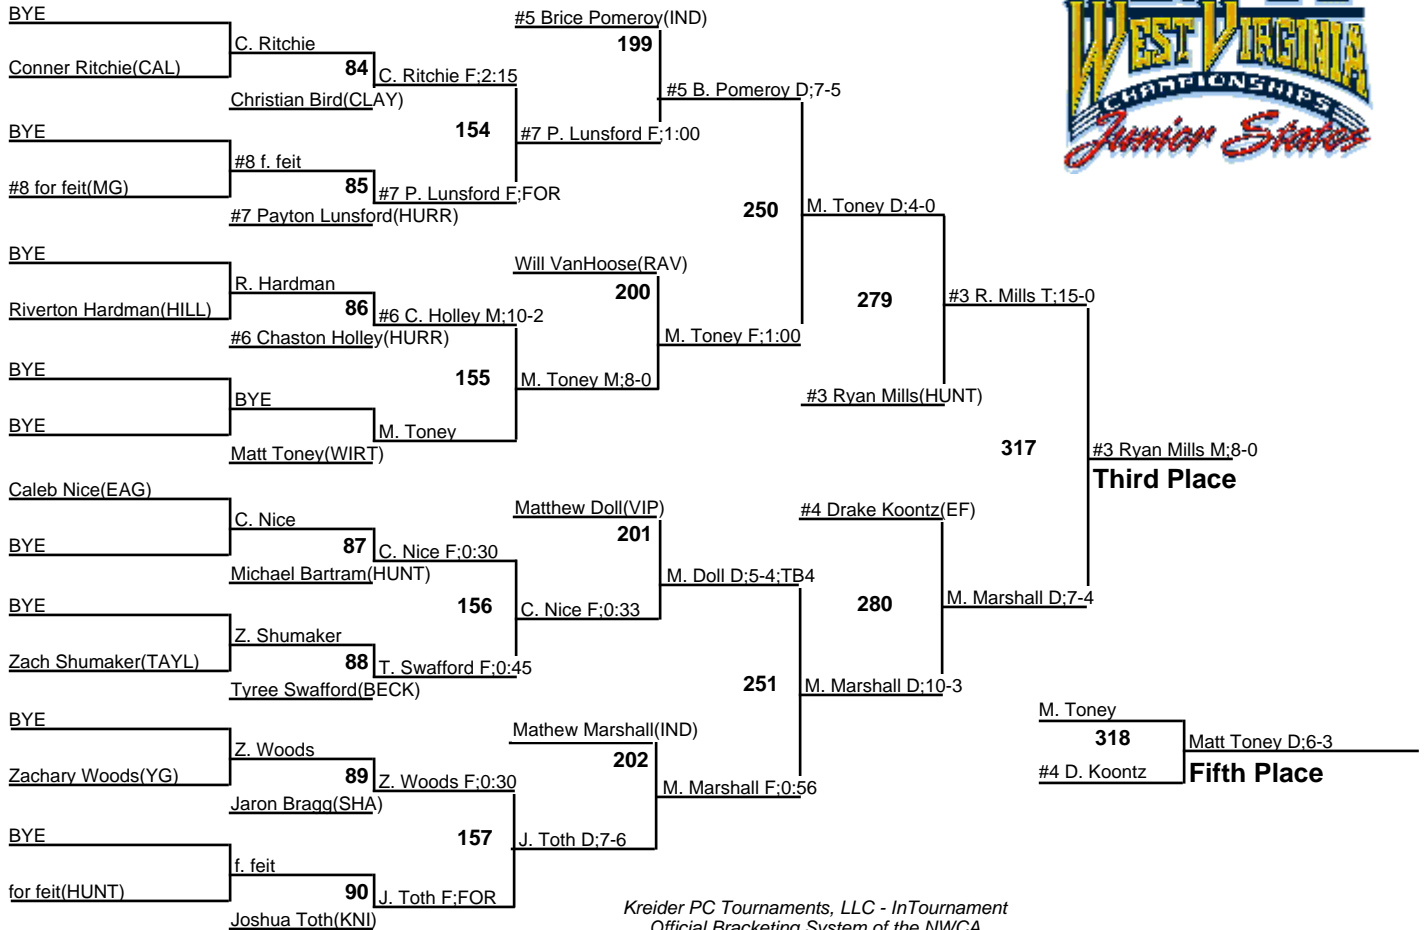 BYE
#5 Brice Pomeroy(IND)
WEST VIRGINIA
CHAMPIONSHIPS
Junior States
C. Ritchie
199
Conner Ritchie(CAL)
84
C. Ritchie F;2:15
#5 B. Pomeroy D;7-5
Christian Bird(CLAY)
BYE
154
#7 P. Lunsford F;1:00
#8 f. feit
#8 for feit(MG)
85
#7 P. Lunsford F;FOR
#7 Payton Lunsford(HURR)
250
M. Toney D;4-0
BYE
Will VanHoose(RAV)
R. Hardman
200
279
#3 R. Mills T;15-0
Riverton Hardman(HILL)
86
#6 C. Holley M;10-2
#6 Chaston Holley(HURR)
M. Toney F;1:00
BYE
155
M. Toney M;8-0
BYE
#3 Ryan Mills(HUNT)
BYE
M. Toney
Matt Toney(WIRT)
317
#3 Ryan Mills M;8-0
Third Place
Caleb Nice(EAG)
Matthew Doll(VIP)
#4 Drake Koontz(EF)
C. Nice
201
BYE
87
C. Nice F;0:30
Michael Bartram(HUNT)
M. Doll D;5-4;TB4
BYE
156
C. Nice F;0:33
280
M. Marshall D;7-4
Z. Shumaker
Zach Shumaker(TAYL)
88
T. Swafford F;0:45
Tyree Swafford(BECK)
251
M. Marshall D;10-3
BYE
Mathew Marshall(IND)
M. Toney
Z. Woods
202
318
Matt Toney D;6-3
Zachary Woods(YG)
89
Z. Woods F;0:30
M. Marshall F;0:56
#4 D. Koontz
Fifth Place
Jaron Bragg(SHA)
BYE
157
J. Toth D;7-6
f. feit
for feit(HUNT)
90
J. Toth F;FOR
Joshua Toth(KNI)
Kreider PC Tournaments, LLC - InTournament
Official Bracketing System of the NWCA